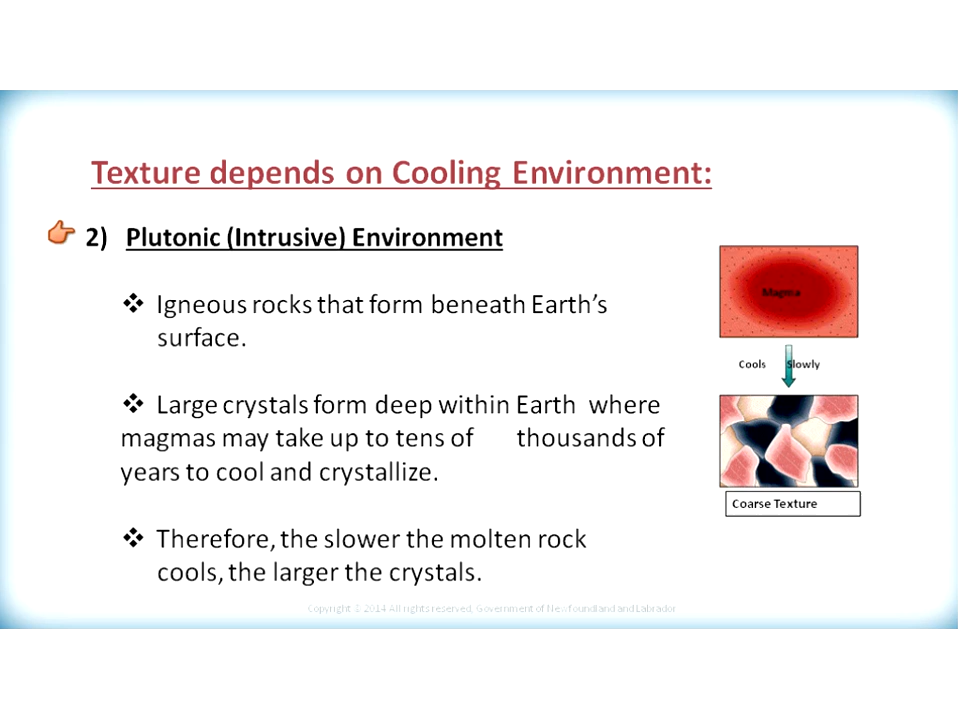 Texture depends on Cooling Environment:
2) Plutonic (Intrusive) Environment
❖ Igneous rocks that form beneath Earth's
surface.
❖ Large crystals form deep within Earth where
magmas may take up to tens of thousands of
years to cool and crystallize.
❖ Therefore, the slower the molten rock
cools, the larger the crystals.
Magma
Cools Slowly
Coarse Texture
Copyright © 2014 All rights reserved, Government of Neofoundland and Labrador